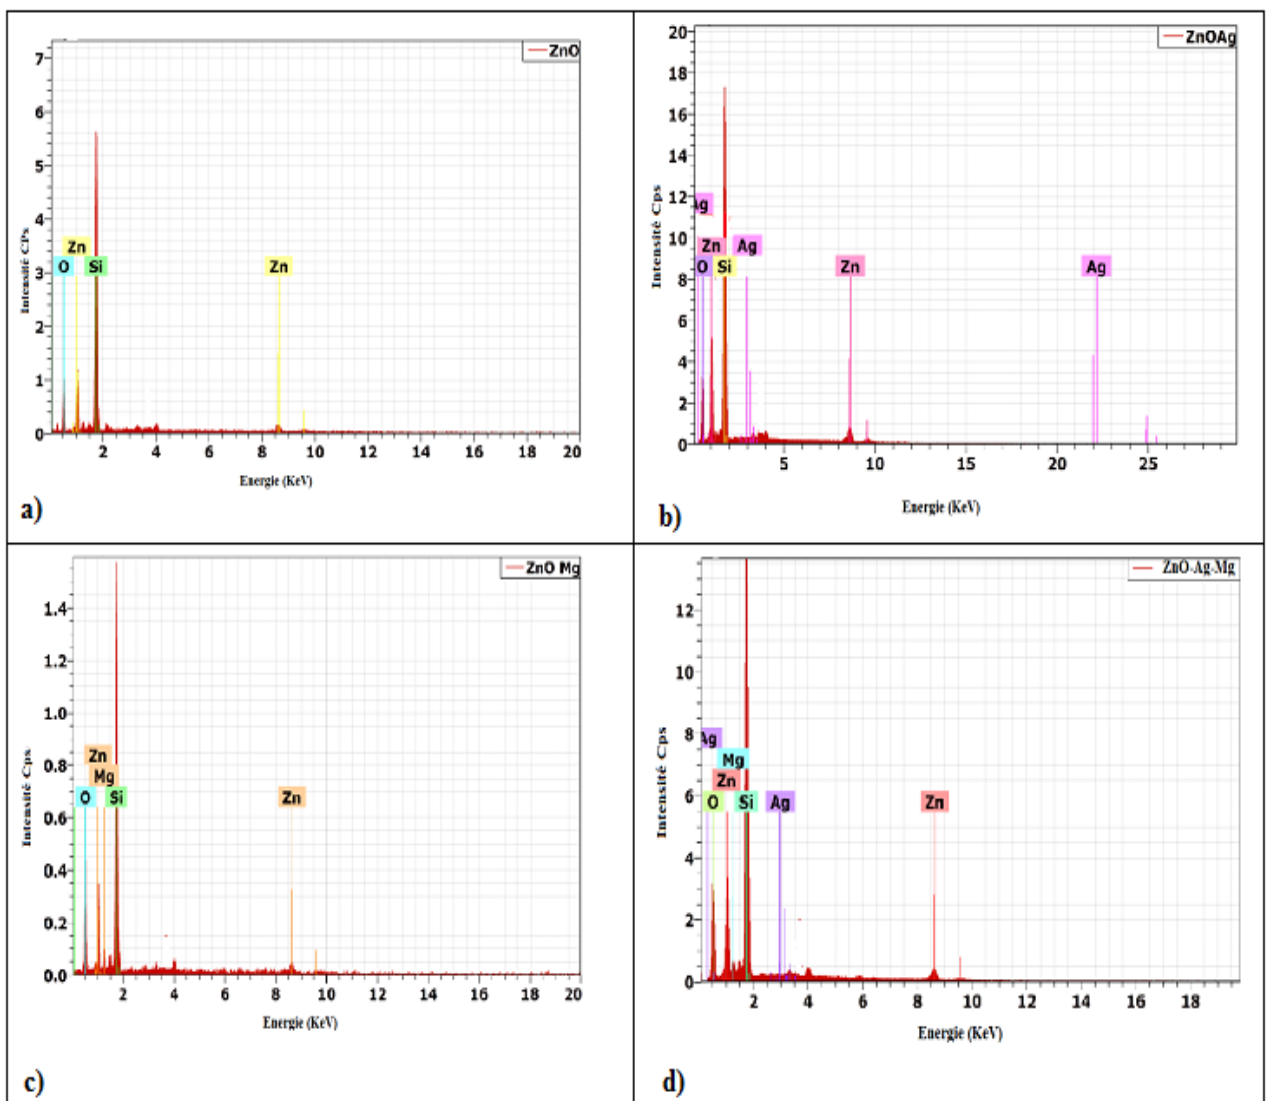 ZnO
7
6
5
4
3
2
1
0
Intensité CPs
Zn
O
Si
Zn
2
4
6
8
10
12
14
16
18
20
Energie (KeV)
a)
ZnOAg
20
18
16
14
12
10
8
6
4
2
0
Intensité Cps
Ag
Zn
Ag
O
Si
Zn
Ag
5
10
15
20
25
Energie (KeV)
b)
ZnO Mg
1.4
1.2
1.0
0.8
0.6
0.4
0.2
0.0
Intensité Cps
Zn
Mg
O
Si
Zn
2
4
6
8
10
12
14
16
18
20
Energie (KeV)
c)
ZnO-Ag-Mg
12
10
8
6
4
2
0
Intensité Cps
Ag
Mg
Zn
O
Si
Ag
Zn
2
4
6
8
10
12
14
16
18
Energie (KeV)
d)